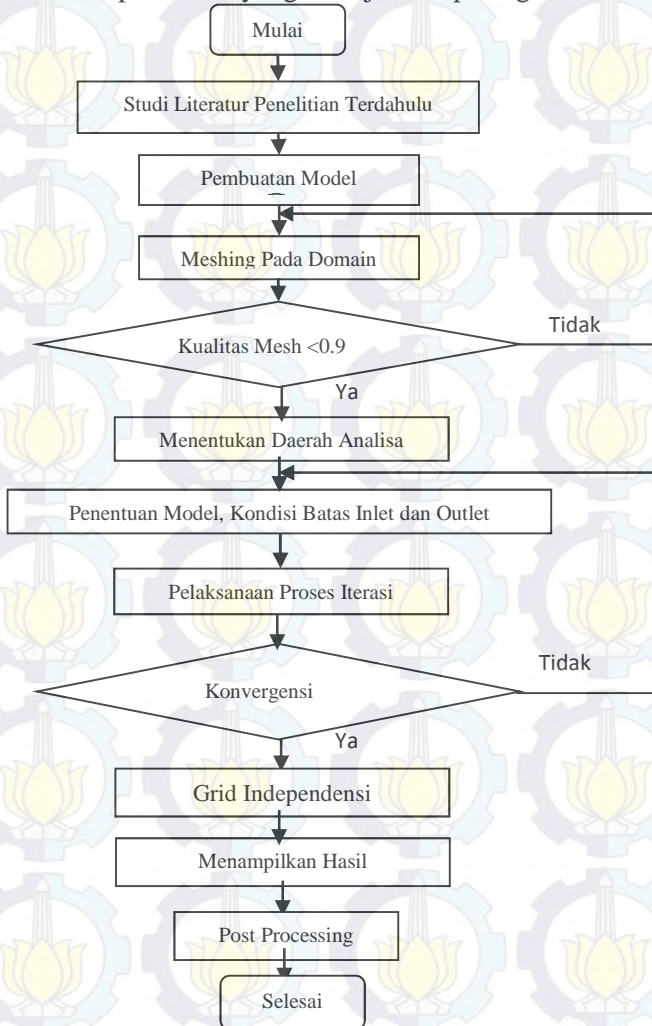 Mulai
Studi Literatur Penelitian Terdahulu
Pembuatan Model
Meshing Pada Domain
Kualitas Mesh <0.9
Tidak
Ya
Menentukan Daerah Analisa
Penentuan Model, Kondisi Batas Inlet dan Outlet
Pelaksanaan Proses Iterasi
Tidak
Konvergensi
Ya
Grid Independensi
Menampilkan Hasil
Post Processing
Selesai